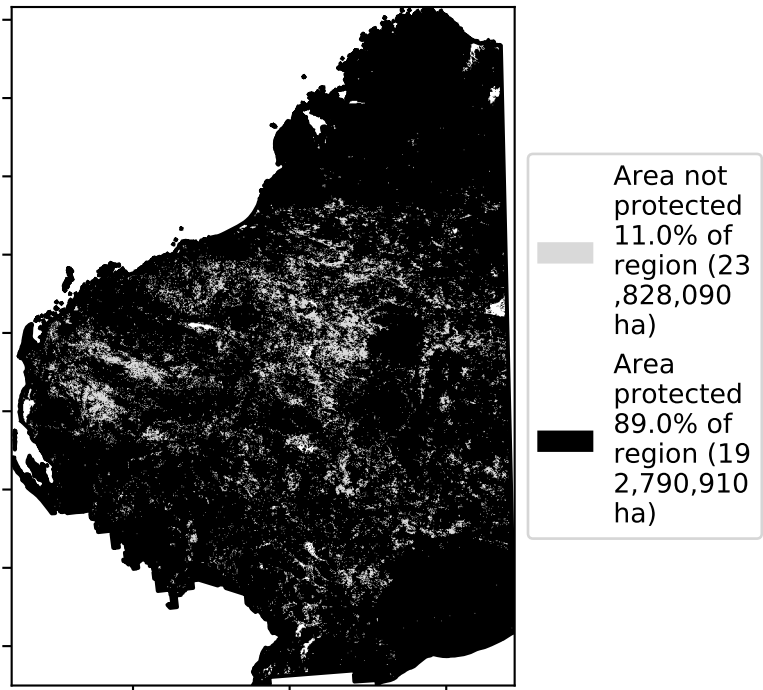 Area not
protected
11.0% of
region (23
,828,090
ha)
Area
protected
89.0% of
region (19
2,790,910
ha)